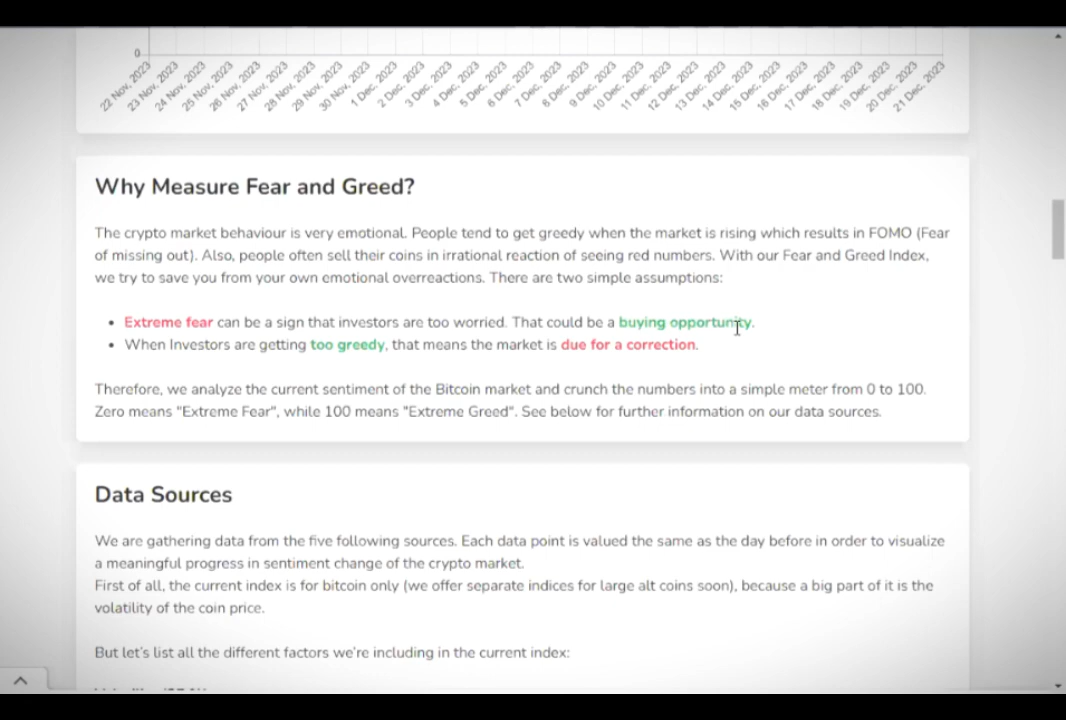 0
22 Nov, 2023
23 Nov, 2023
24 Nov, 2023
25 Nov, 2023
26 Nov, 2023
27 Nov, 2023
28 Nov, 2023
29 Nov, 2023
30 Nov, 2023
1 Dec, 2023
2 Dec, 2023
3 Dec, 2023
4 Dec, 2023
5 Dec, 2023
6 Dec, 2023
7 Dec, 2023
8 Dec, 2023
9 Dec, 2023
10 Dec, 2023
11 Dec, 2023
12 Dec, 2023
13 Dec, 2023
14 Dec, 2023
15 Dec, 2023
16 Dec, 2023
17 Dec, 2023
18 Dec, 2023
19 Dec, 2023
20 Dec, 2023
21 Dec, 2023
Why Measure Fear and Greed?
The crypto market behaviour is very emotional. People tend to get greedy when the market is rising which results in FOMO (Fear
of missing out). Also, people often sell their coins in irrational reaction of seeing red numbers. With our Fear and Greed Index,
we try to save you from your own emotional overreactions. There are two simple assumptions:
• Extreme fear can be a sign that investors are too worried. That could be a buying opportunity.
• When Investors are getting too greedy, that means the market is due for a correction.
Therefore, we analyze the current sentiment of the Bitcoin market and crunch the numbers into a simple meter from 0 to 100.
Zero means "Extreme Fear", while 100 means "Extreme Greed". See below for further information on our data sources.
Data Sources
We are gathering data from the five following sources. Each data point is valued the same as the day before in order to visualize
a meaningful progress in sentiment change of the crypto market.
First of all, the current index is for bitcoin only (we offer separate indices for large alt coins soon), because a big part of it is the
volatility of the coin price.
But let's list all the different factors we're including in the current index: